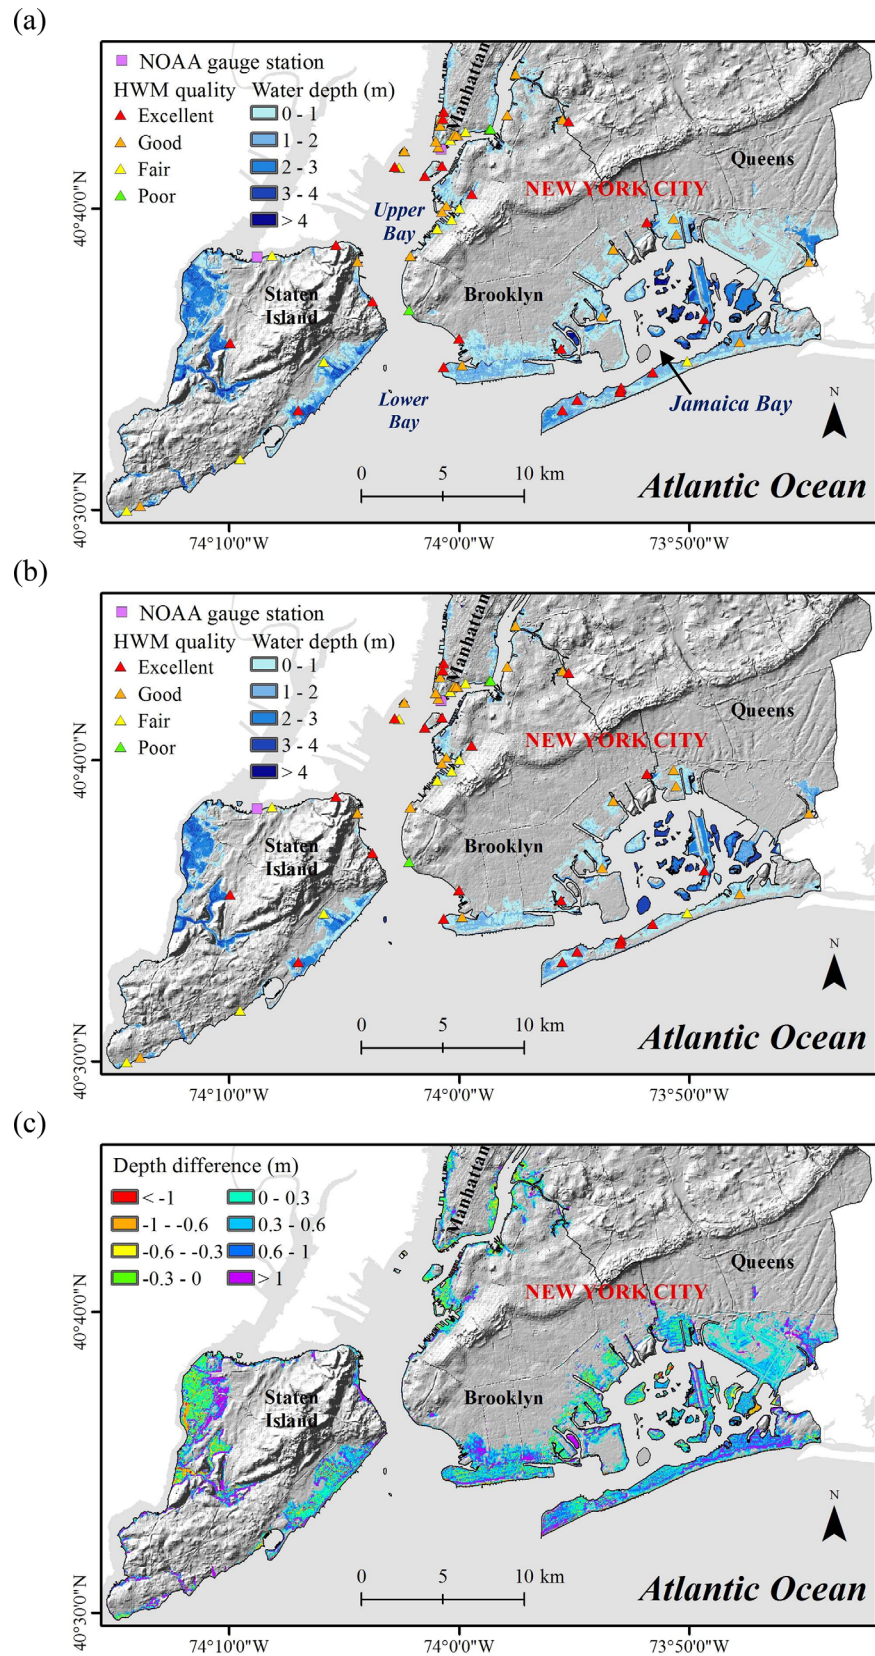 (a)
NOAA gauge station
HWM quality Water depth (m)
Excellent 0 - 1
Good 1 - 2
Fair 2 - 3
Poor 3 - 4
> 4
Manhattan
Queens
NEW YORK CITY
Upper
Bay
Staten
Island
Brooklyn
Lower
Bay
Jamaica Bay
N
0 5 10 km
Atlantic Ocean
40°40'0"N
40°30'0"N
74°10'0"W 74°0'0"W 73°50'0"W
(b)
NOAA gauge station
HWM quality Water depth (m)
Excellent 0 - 1
Good 1 - 2
Fair 2 - 3
Poor 3 - 4
> 4
Manhattan
Queens
NEW YORK CITY
Staten
Island
Brooklyn
N
0 5 10 km
Atlantic Ocean
40°40'0"N
40°30'0"N
74°10'0"W 74°0'0"W 73°50'0"W
(c)
Depth difference (m)
< -1 0 - 0.3
-1 - -0.6 0.3 - 0.6
-0.6 - -0.3 0.6 - 1
-0.3 - 0 > 1
Manhattan
Queens
NEW YORK CITY
Staten
Island
Brooklyn
N
0 5 10 km
Atlantic Ocean
40°40'0"N
40°30'0"N
74°10'0"W 74°0'0"W 73°50'0"W